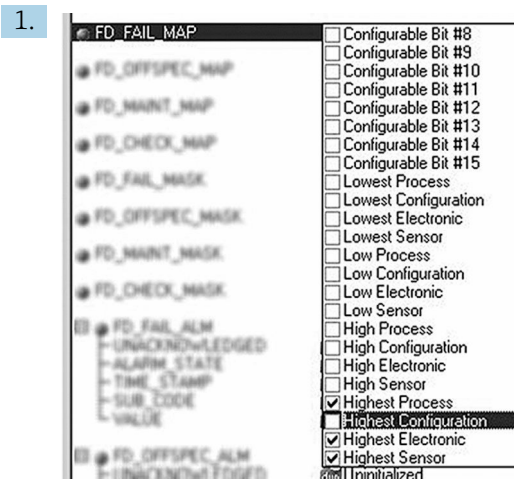 1.
FD_FAIL_MAP
FD_OFFSPEC_MAP
FD_MAINT_MAP
FD_CHECK_MAP
FD_FAIL_MASK
FD_OFFSPEC_MASK
FD_MAINT_MASK
FD_CHECK_MASK
FD_FAIL_ALM
UNACKNOWLEDGED
ALARM_STATE
TIME_STAMP
SUB_CODE
VALUE
FD_OFFSPEC_ALM
UNACKNOWLEDGED
Configurable Bit #8
Configurable Bit #9
Configurable Bit #10
Configurable Bit #11
Configurable Bit #12
Configurable Bit #13
Configurable Bit #14
Configurable Bit #15
Lowest Process
Lowest Configuration
Lowest Electronic
Lowest Sensor
Low Process
Low Configuration
Low Electronic
Low Sensor
High Process
High Configuration
High Electronic
High Sensor
Highest Process
Highest Configuration
Highest Electronic
Highest Sensor
Uninitialized